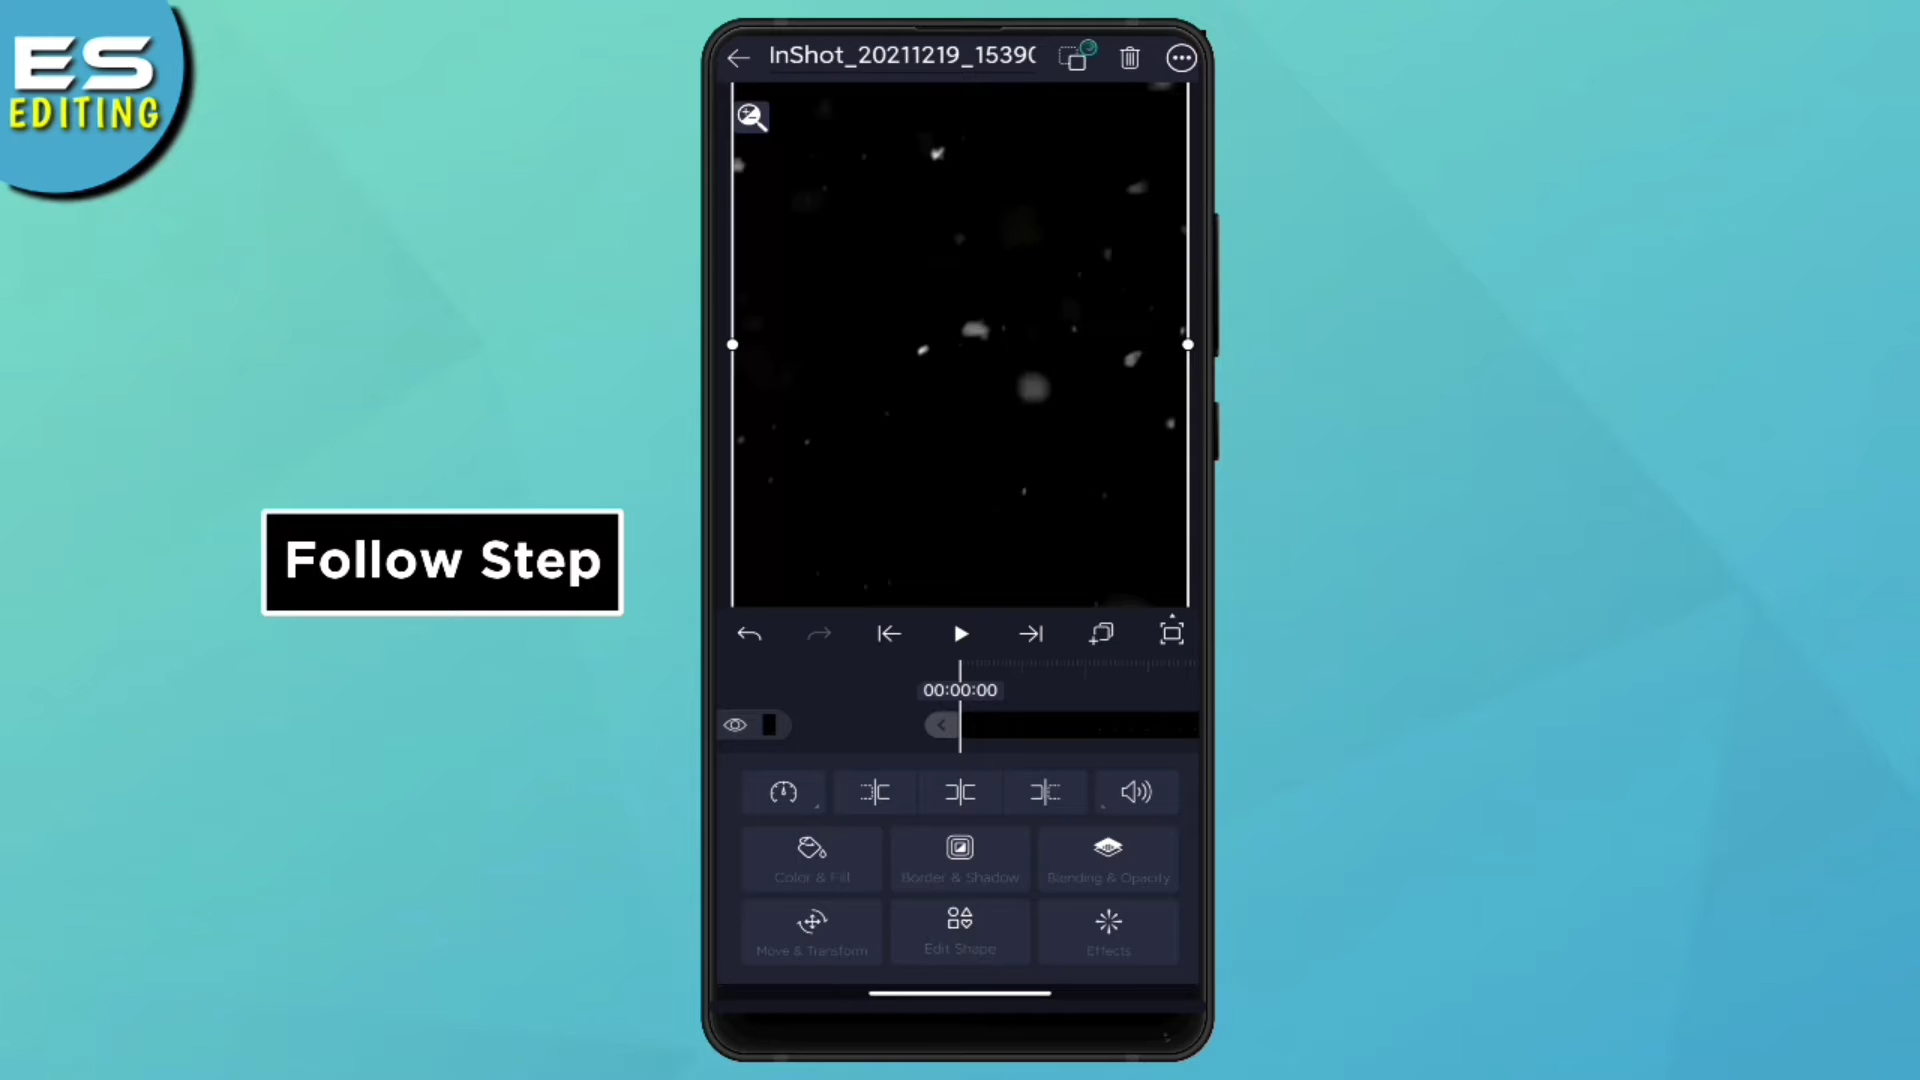 ES
EDITING
InShot_20211219_1539
Follow Step
00:00:00
Color & Fill
Border & Shadow
Blending & Opacity
Move & Transform
Edit Shape
Effects